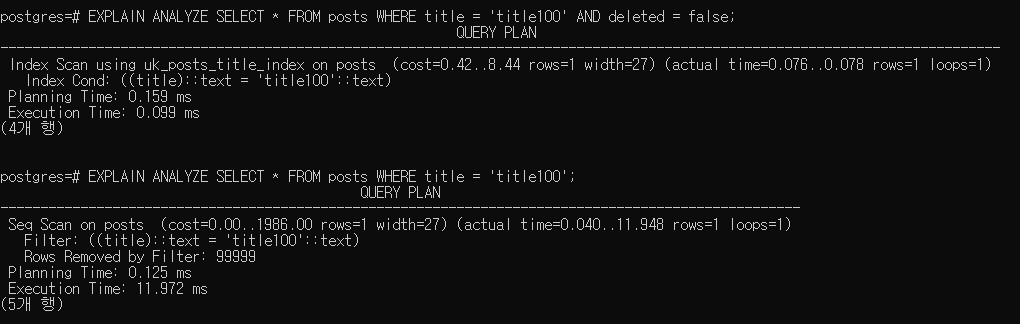 postgres=# EXPLAIN ANALYZE SELECT * FROM posts WHERE title = 'title100' AND deleted = false;
QUERY PLAN
-----------------------------------------------------------------------------------------------------------------------------
Index Scan using uk_posts_title_index on posts  (cost=0.42..8.44 rows=1 width=27) (actual time=0.076..0.078 rows=1 loops=1)
Index Cond: ((title)::text = 'title100'::text)
Planning Time: 0.159 ms
Execution Time: 0.099 ms
(4개 행)
postgres=# EXPLAIN ANALYZE SELECT * FROM posts WHERE title = 'title100';
QUERY PLAN
----------------------------------------------------------------------------------------------------
Seq Scan on posts  (cost=0.00..1986.00 rows=1 width=27) (actual time=0.040..11.948 rows=1 loops=1)
Filter: ((title)::text = 'title100'::text)
Rows Removed by Filter: 99999
Planning Time: 0.125 ms
Execution Time: 11.972 ms
(5개 행)